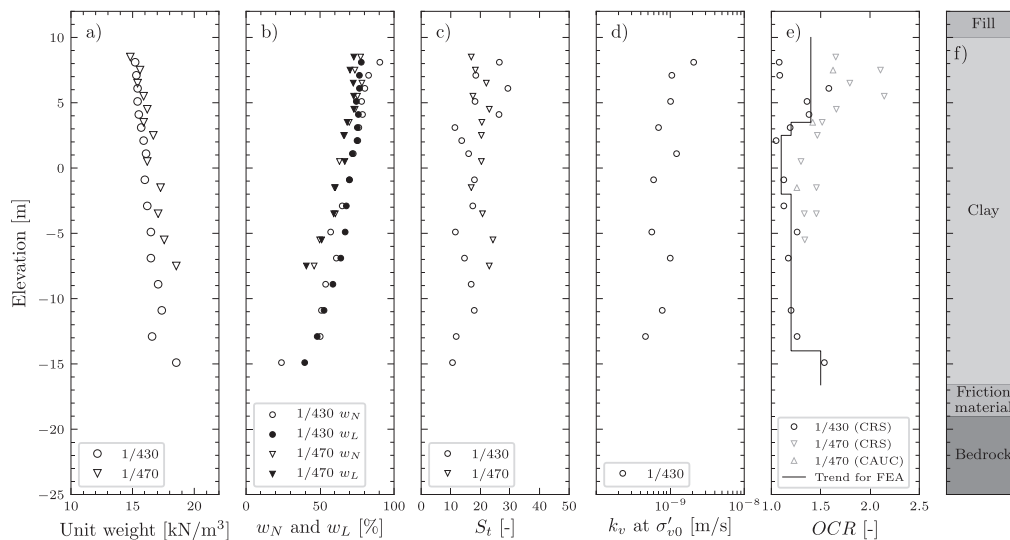 a)
b)
c)
d)
e)
f)
Elevation [m]
10
5
0
−5
−10
−15
−20
−25
1/430
1/470
10 15 20
Unit weight [kN/m³]
1/430 w_N
1/430 w_L
1/470 w_N
1/470 w_L
0 50 100
w_N and w_L [%]
1/430
1/470
0 10 20 30 40 50
S_t [-]
1/430
10⁻⁹ 10⁻⁸
k_v at σ′_v0 [m/s]
1/430 (CRS)
1/470 (CRS)
1/470 (CAUC)
Trend for FEA
1.0 1.5 2.0 2.5
OCR [-]
Fill
Clay
Friction
material
Bedrock